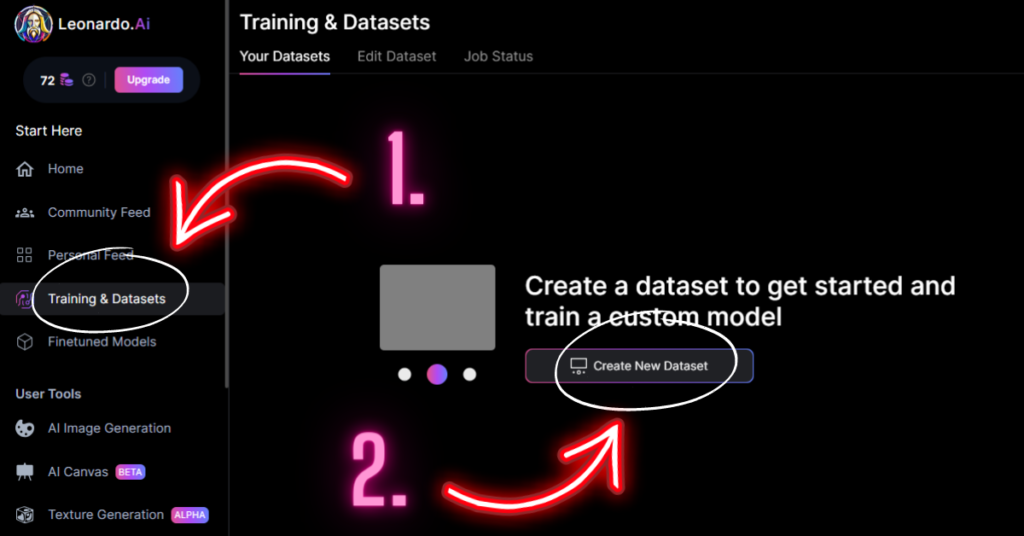 Leonardo.Ai
72
Upgrade
Start Here
Home
Community Feed
Personal Feed
Training & Datasets
Finetuned Models
User Tools
AI Image Generation
AI Canvas BETA
Texture Generation ALPHA
Training & Datasets
Your Datasets Edit Dataset Job Status
1.
Create a dataset to get started and
train a custom model
Create New Dataset
2.